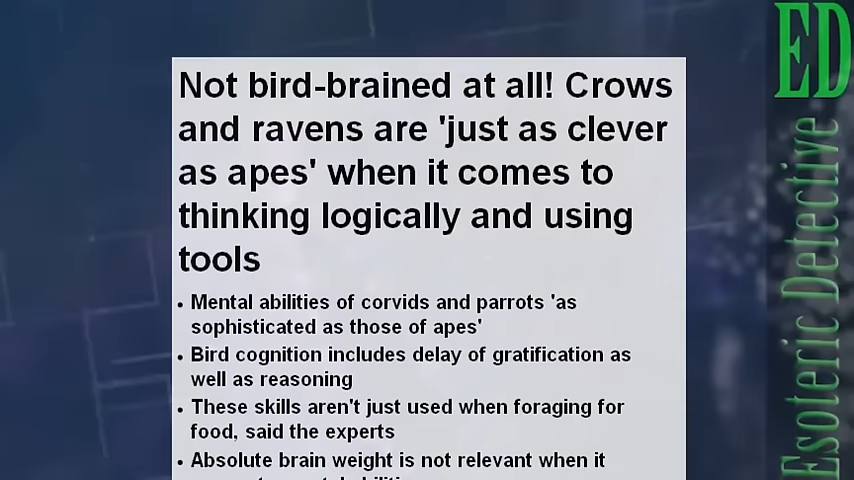 Not bird-brained at all! Crows
and ravens are 'just as clever
as apes' when it comes to
thinking logically and using
tools
• Mental abilities of corvids and parrots 'as
sophisticated as those of apes'
• Bird cognition includes delay of gratification as
well as reasoning
• These skills aren't just used when foraging for
food, said the experts
• Absolute brain weight is not relevant when it
ED
Esoteric Detective